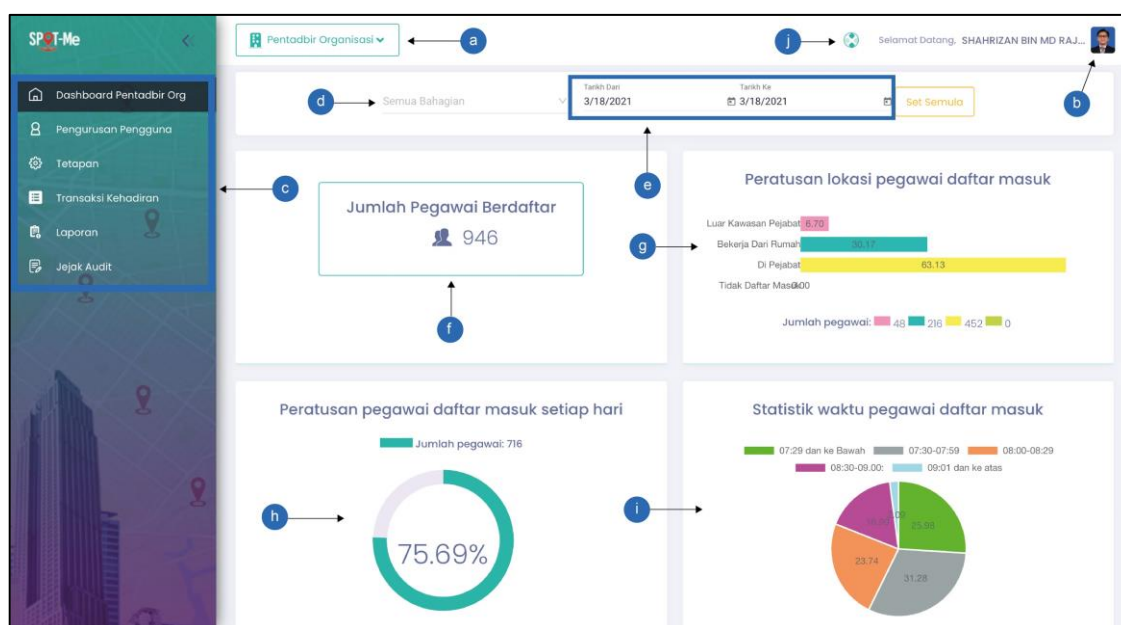 SPOT-Me
Pentadbir Organisasi
a
j
Selamat Datang, SHAHRIZAN BIN MD RAJ...
b
Dashboard Pentadbir Org
Pengurusan Pengguna
Tetapan
Transaksi Kehadiran
Laporan
Jejak Audit
c
d
Semua Bahagian
Tarikh Dari
3/18/2021
Tarikh Ke
3/18/2021
Set Semula
e
Jumlah Pegawai Berdaftar
946
f
Peratusan lokasi pegawai daftar masuk
g
Luar Kawasan Pejabat 6.70
Bekerja Dari Rumah 30.17
Di Pejabat 63.13
Tidak Daftar Masuk 0.00
Jumlah pegawai: 48 216 452 0
Peratusan pegawai daftar masuk setiap hari
Jumlah pegawai: 716
h
75.69%
Statistik waktu pegawai daftar masuk
07:29 dan ke Bawah 07:30-07:59 08:00-08:29
08:30-09.00: 09:01 dan ke atas
i
25.98
23.74
31.28